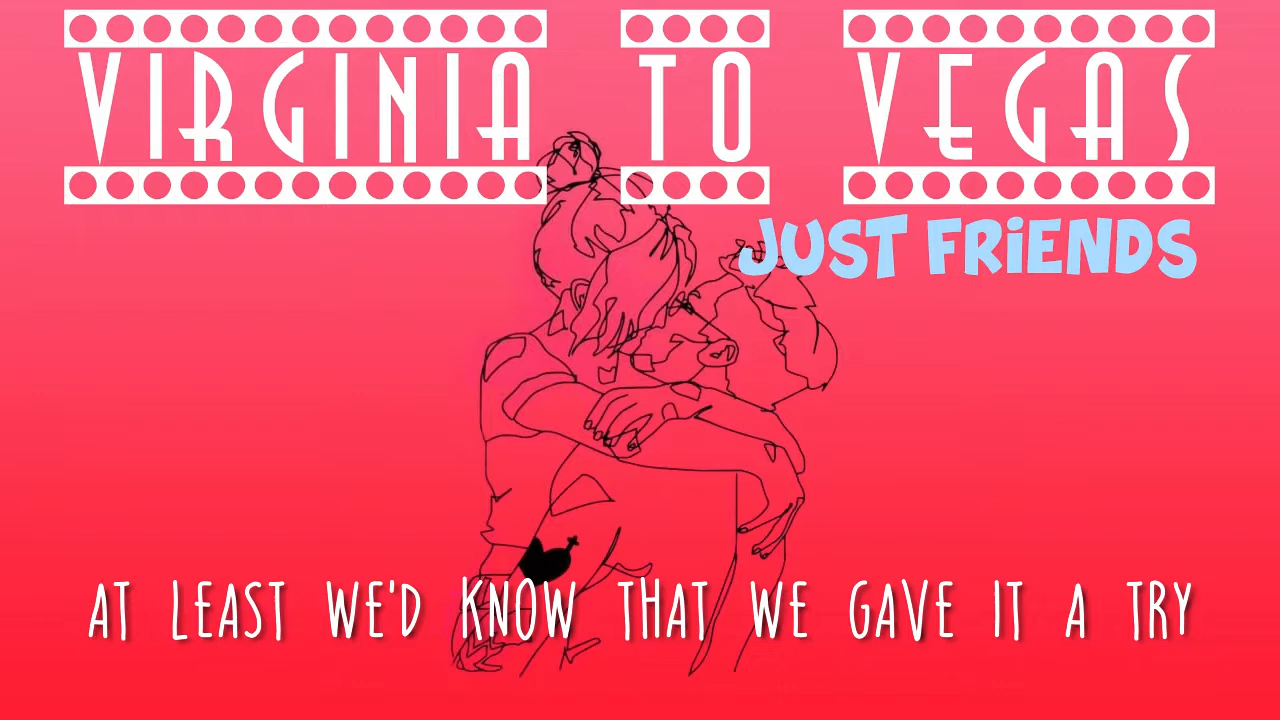 VIRGINIA TO VEGAS
JUST FRiENDS
AT LEAST WE'D KNOW THAT WE GAVE IT A TRY